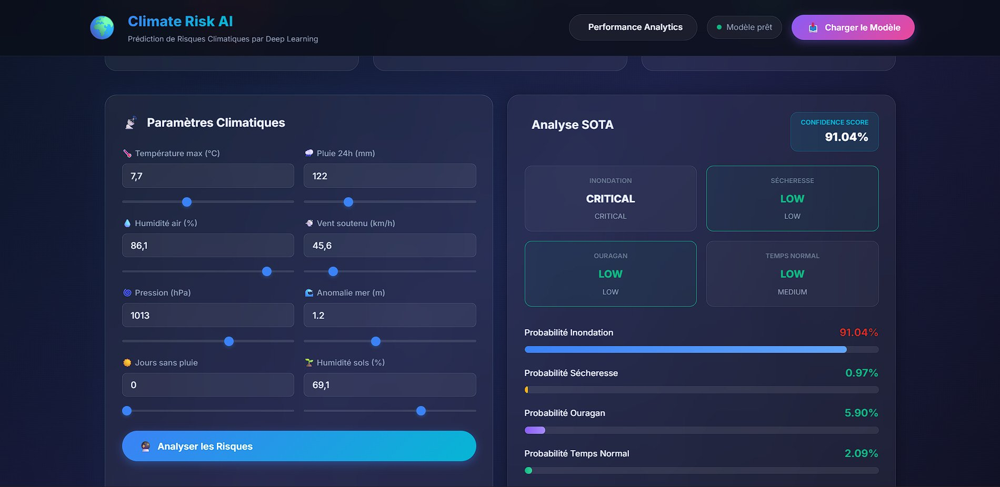 Climate Risk AI
Prédiction de Risques Climatiques par Deep Learning
Performance Analytics
Modèle prêt
Charger le Modèle
Paramètres Climatiques
Température max (°C)
Pluie 24h (mm)
7,7
122
Humidité air (%)
Vent soutenu (km/h)
86,1
45,6
Pression (hPa)
Anomalie mer (m)
1013
1.2
Jours sans pluie
Humidité sols (%)
0
69,1
Analyser les Risques
Analyse SOTA
CONFIDENCE SCORE
91.04%
INONDATION
CRITICAL
CRITICAL
SÉCHERESSE
LOW
LOW
OURAGAN
LOW
LOW
TEMPS NORMAL
LOW
MEDIUM
Probabilité Inondation
91.04%
Probabilité Sécheresse
0.97%
Probabilité Ouragan
5.90%
Probabilité Temps Normal
2.09%